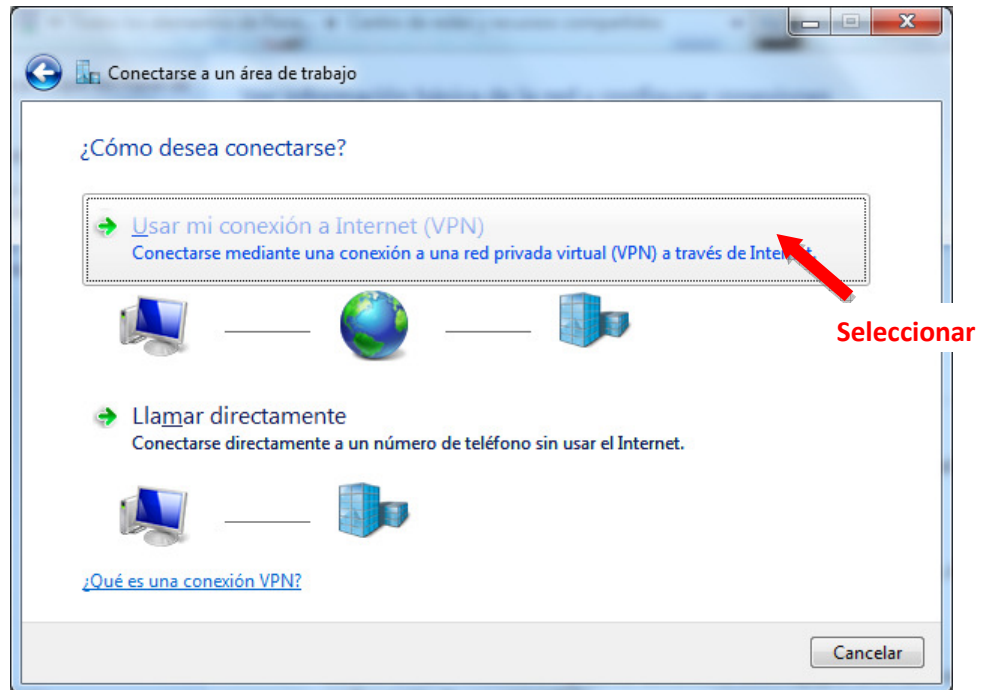 Conectarse a un área de trabajo
¿Cómo desea conectarse?
Usar mi conexión a Internet (VPN)
Conectarse mediante una conexión a una red privada virtual (VPN) a través de Internet.
Seleccionar
Llamar directamente
Conectarse directamente a un número de teléfono sin usar el Internet.
¿Qué es una conexión VPN?
Cancelar